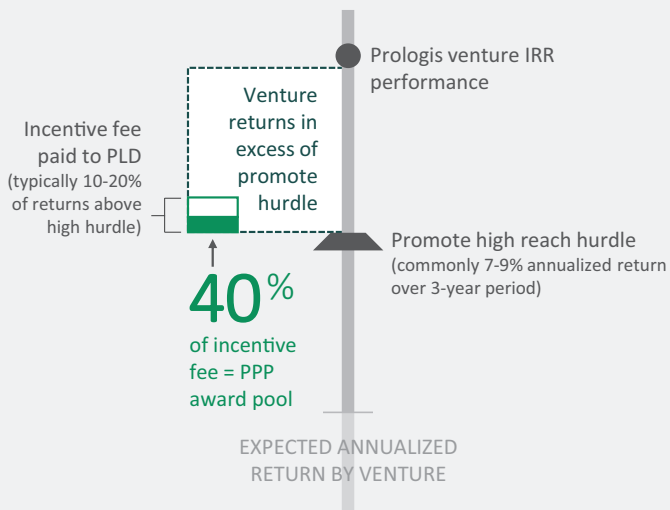 Prologis venture IRR
performance
Venture
returns in
excess of
promote
hurdle
Incentive fee
paid to PLD
(typically 10-20%
of returns above
high hurdle)
Promote high reach hurdle
(commonly 7-9% annualized return
over 3-year period)
40%
of incentive
fee = PPP
award pool
EXPECTED ANNUALIZED
RETURN BY VENTURE